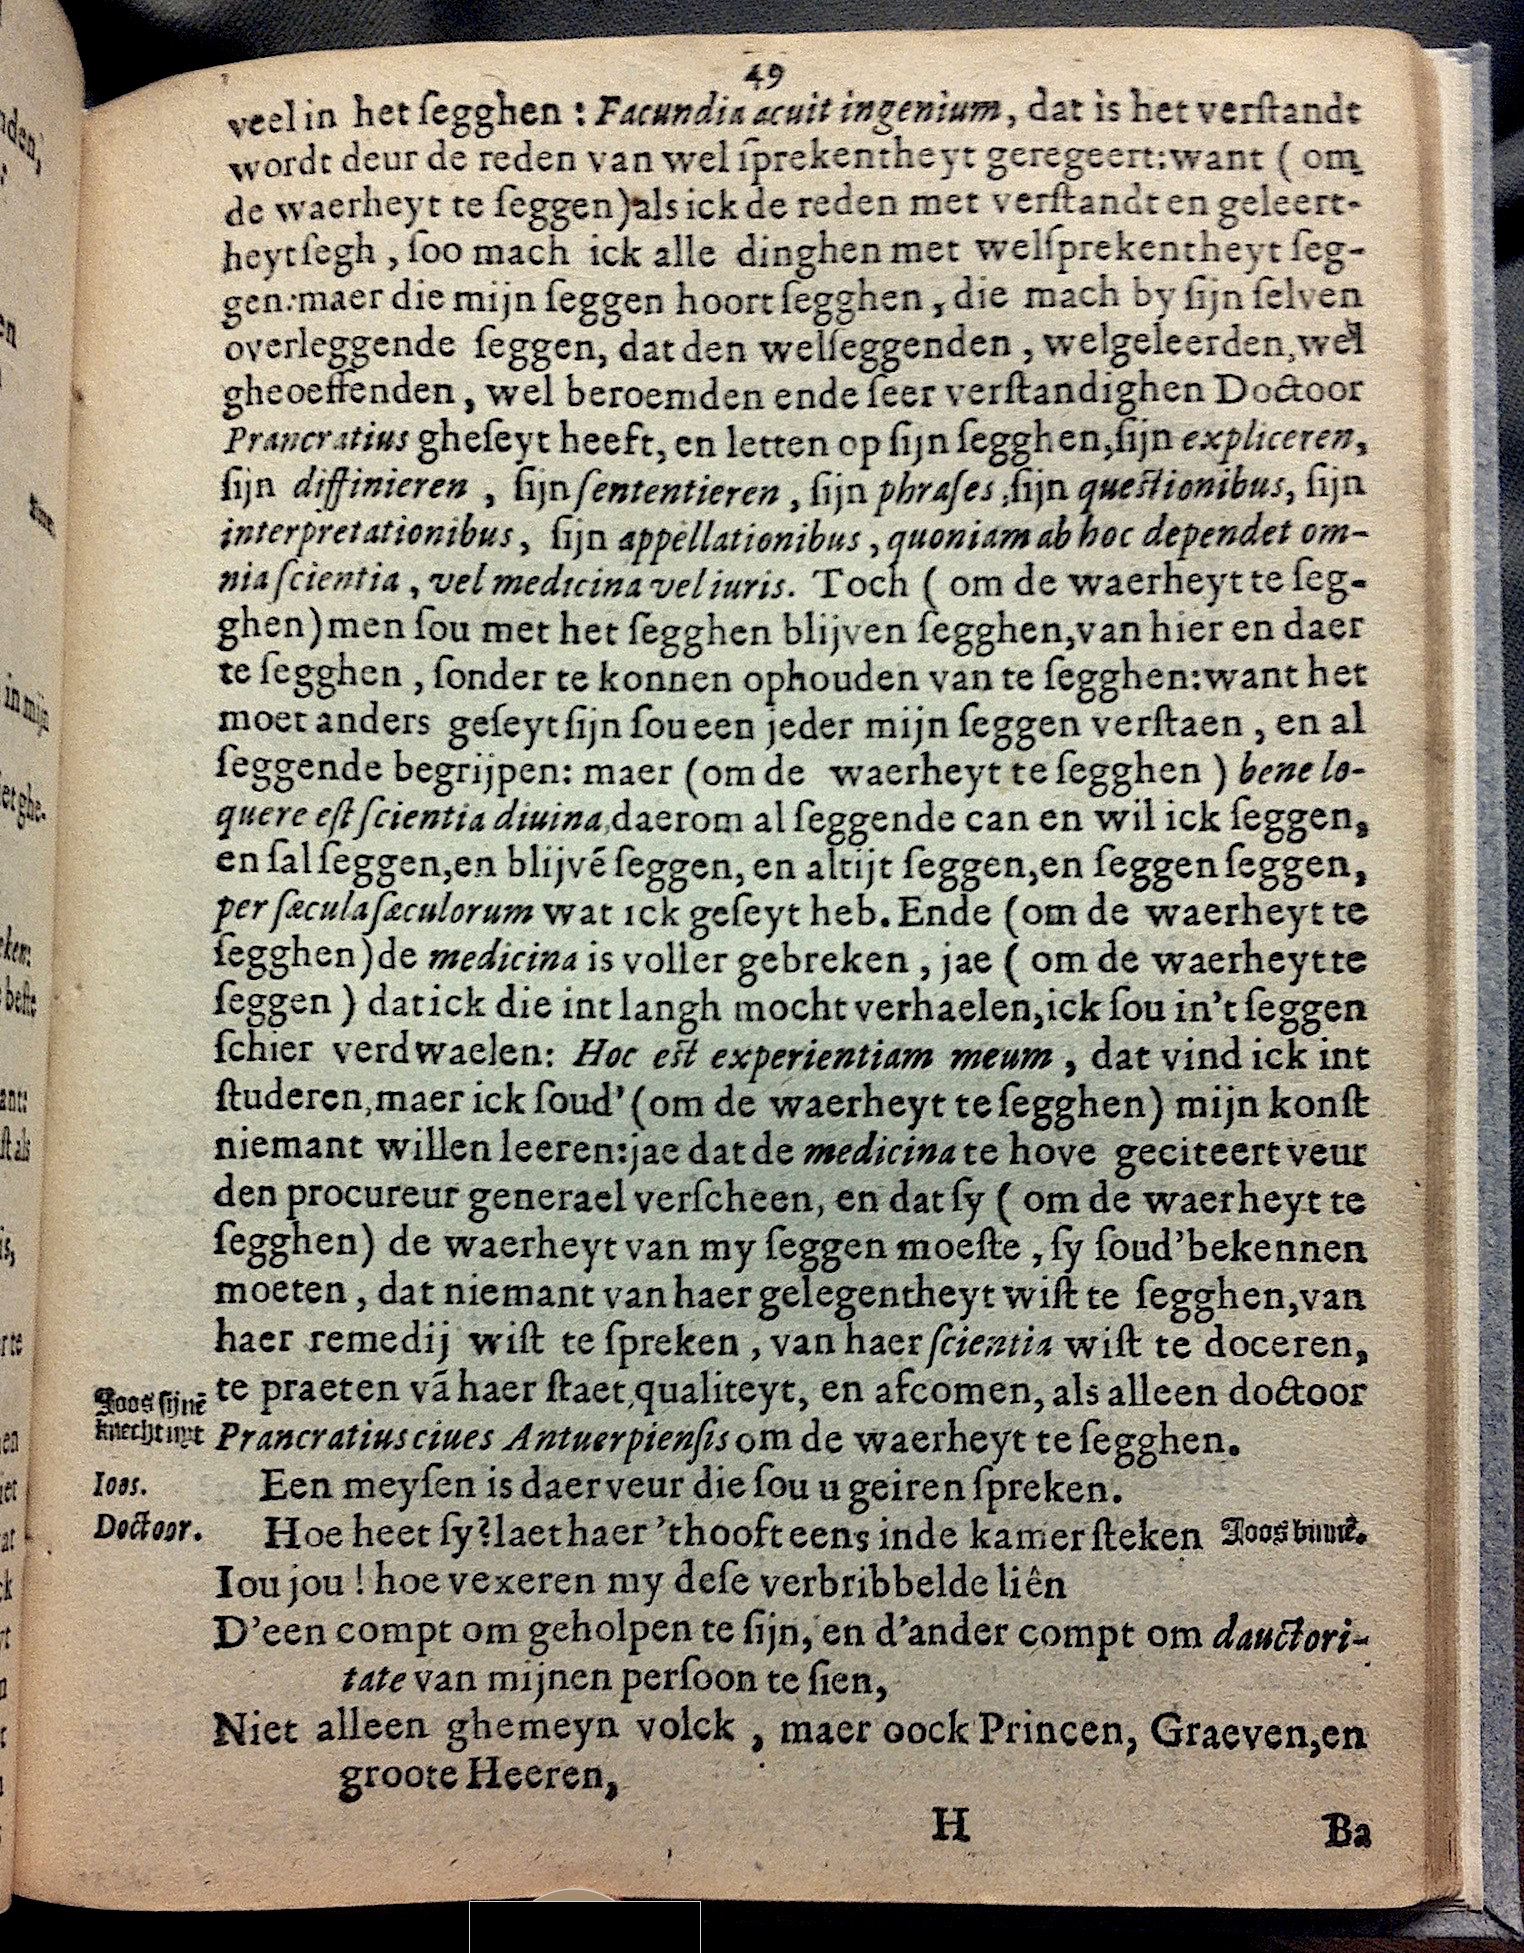 49
veel in het ſegghen : Facundia acuit ingenium, dat is het verſtandt
wordt deur de reden van wel ſprekentheyt geregeert: want ( om
de waerheyt te ſeggen) als ick de reden met verſtandt en geleert-
heyt ſegh , ſoo mach ick alle dinghen met welſprekentheyt ſeg-
gen: maer die mijn ſeggen hoort ſegghen , die mach by ſijn ſelven
overleggende ſeggen, dat den welſeggenden , welgeleerden, wel
gheoeffenden , wel beroemden ende ſeer verſtandighen Doctoor
Prancratius gheſeyt heeft, en letten op ſijn ſegghen, ſijn expliceren,
ſijn diffinieren , ſijn ſententieren , ſijn phraſes , ſijn queſtionibus, ſijn
interpretationibus, ſijn appellationibus , quoniam ab hoc dependet om-
nia ſcientia , vel medicina vel iuris. Toch ( om de waerheyt te ſeg-
ghen) men ſou met het ſegghen blijven ſegghen, van hier en daer
te ſegghen , ſonder te konnen ophouden van te ſegghen: want het
moet anders geſeyt ſijn ſou een jeder mijn ſeggen verſtaen , en al
ſeggende begrijpen: maer (om de waerheyt te ſegghen ) bene lo-
quere eſt ſcientia diuina, daerom al ſeggende can en wil ick ſeggen,
en ſal ſeggen, en blijvē ſeggen, en altijt ſeggen, en ſeggen ſeggen,
per ſæcula ſæculorum wat ick geſeyt heb. Ende (om de waerheyt te
ſegghen) de medicina is voller gebreken , jae ( om de waerheyt te
ſeggen ) dat ick die int langh mocht verhaelen, ick ſou in't ſeggen
ſchier verdwaelen: Hoc eſt experientiam meum , dat vind ick int
ſtuderen, maer ick ſoud' (om de waerheyt te ſegghen) mijn konſt
niemant willen leeren: jae dat de medicina te hove geciteert veur
den procureur generael verſcheen, en dat ſy ( om de waerheyt te
ſegghen) de waerheyt van my ſeggen moeſte , ſy ſoud' bekennen
moeten , dat niemant van haer gelegentheyt wiſt te ſegghen, van
haer remedij wiſt te ſpreken , van haer ſcientia wiſt te doceren,
te praeten vā haer ſtaet, qualiteyt, en afcomen, als alleen doctoor
Joos ſijnē
knecht uyt
Prancratius ciues Antuerpienſis om de waerheyt te ſegghen.
Ioos. Een meyſen is daer veur die ſou u geiren ſpreken.
Doctoor. Hoe heet ſy? laet haer 't hooft eens inde kamer ſteken Joos binnē.
Iou jou ! hoe vexeren my deſe verbribbelde liên
D'een compt om geholpen te ſijn, en d'ander compt om dauctori-
tate van mijnen perſoon te ſien,
Niet alleen ghemeyn volck , maer oock Princen, Graeven, en
groote Heeren,
H Ba